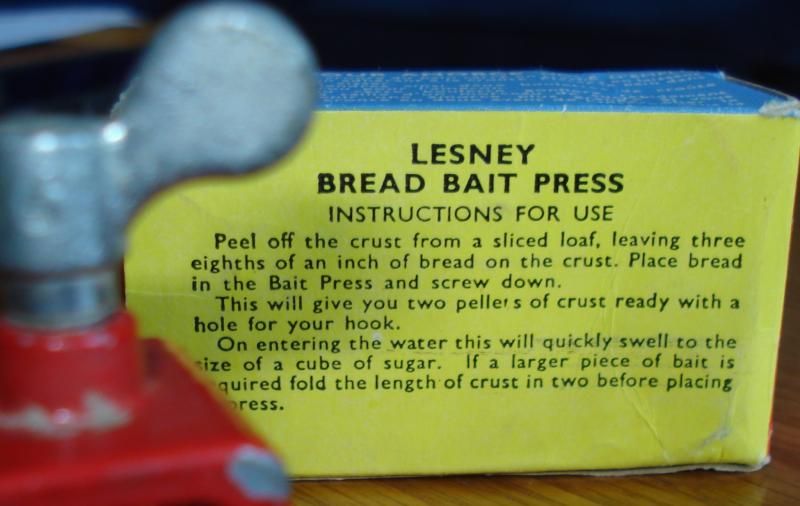 LESNEY
BREAD BAIT PRESS
INSTRUCTIONS FOR USE
Peel off the crust from a sliced loaf, leaving three
eighths of an inch of bread on the crust. Place bread
in the Bait Press and screw down.
This will give you two pellets of crust ready with a
hole for your hook.
On entering the water this will quickly swell to the
size of a cube of sugar. If a larger piece of bait is
quired fold the length of crust in two before placing
press.